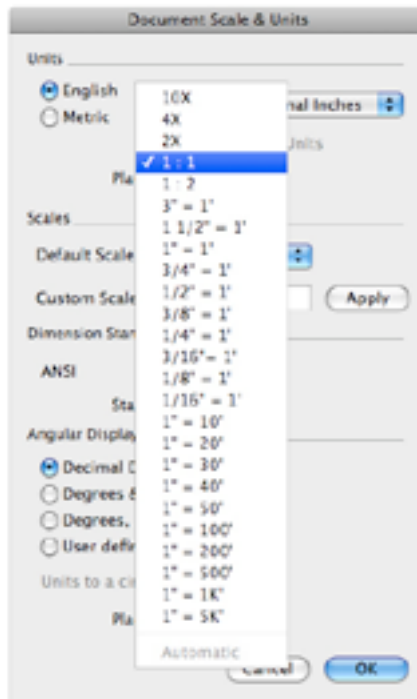 Document Scale & Units
Units
English
Metric
nal Inches
Units
Pla
Scales
Default Scale
Custom Scale
Apply
Dimension Stan
ANSI
Sta
Angular Display
Decimal D
Degrees &
Degrees,
User defin
Units to a cir
Pla
10X
4X
2X
✓ 1 : 1
1 : 2
3" = 1'
1 1/2" = 1'
1" = 1'
3/4" = 1'
1/2" = 1'
3/8" = 1'
1/4" = 1'
3/16"= 1'
1/8" = 1'
1/16" = 1'
1" = 10'
1" = 20'
1" = 30'
1" = 40'
1" = 50'
1" = 100'
1" = 200'
1" = 500'
1" = 1K'
1" = 5K'
Automatic
Cancel
OK